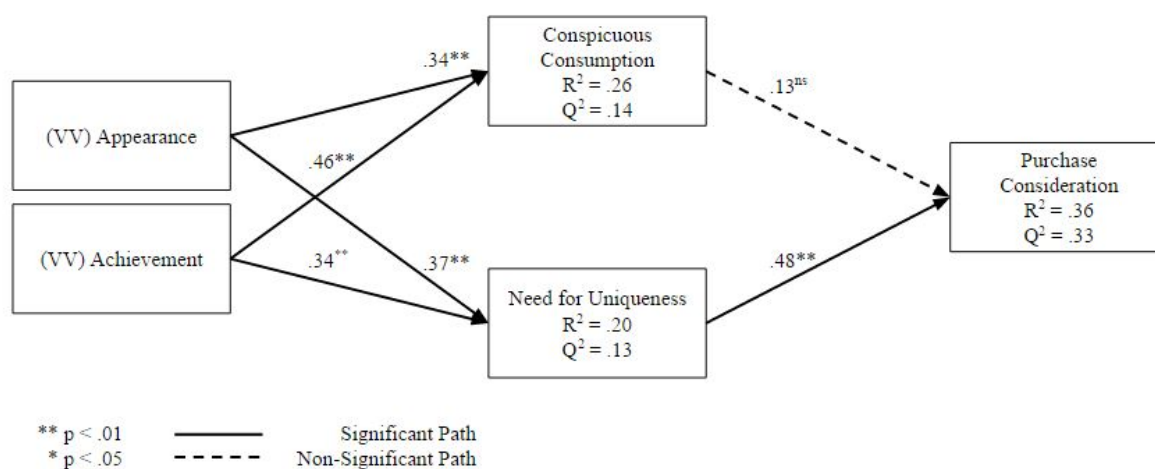 Conspicuous
Consumption
R² = .26
Q² = .14
.34**
.13ⁿˢ
(VV) Appearance
.46**
Purchase
Consideration
R² = .36
Q² = .33
(VV) Achievement
.34**
.37**
.48**
Need for Uniqueness
R² = .20
Q² = .13
** p < .01 Significant Path
* p < .05 Non-Significant Path